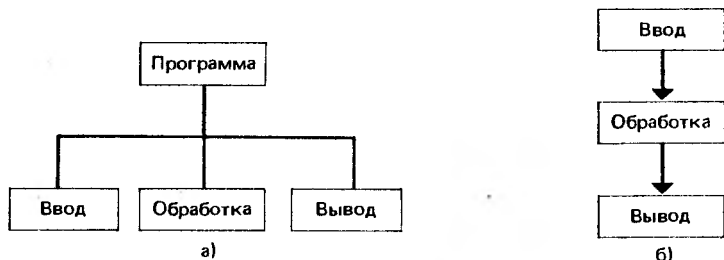 Программа
Ввод
Обработка
Вывод
а)
Ввод
Обработка
Вывод
б)